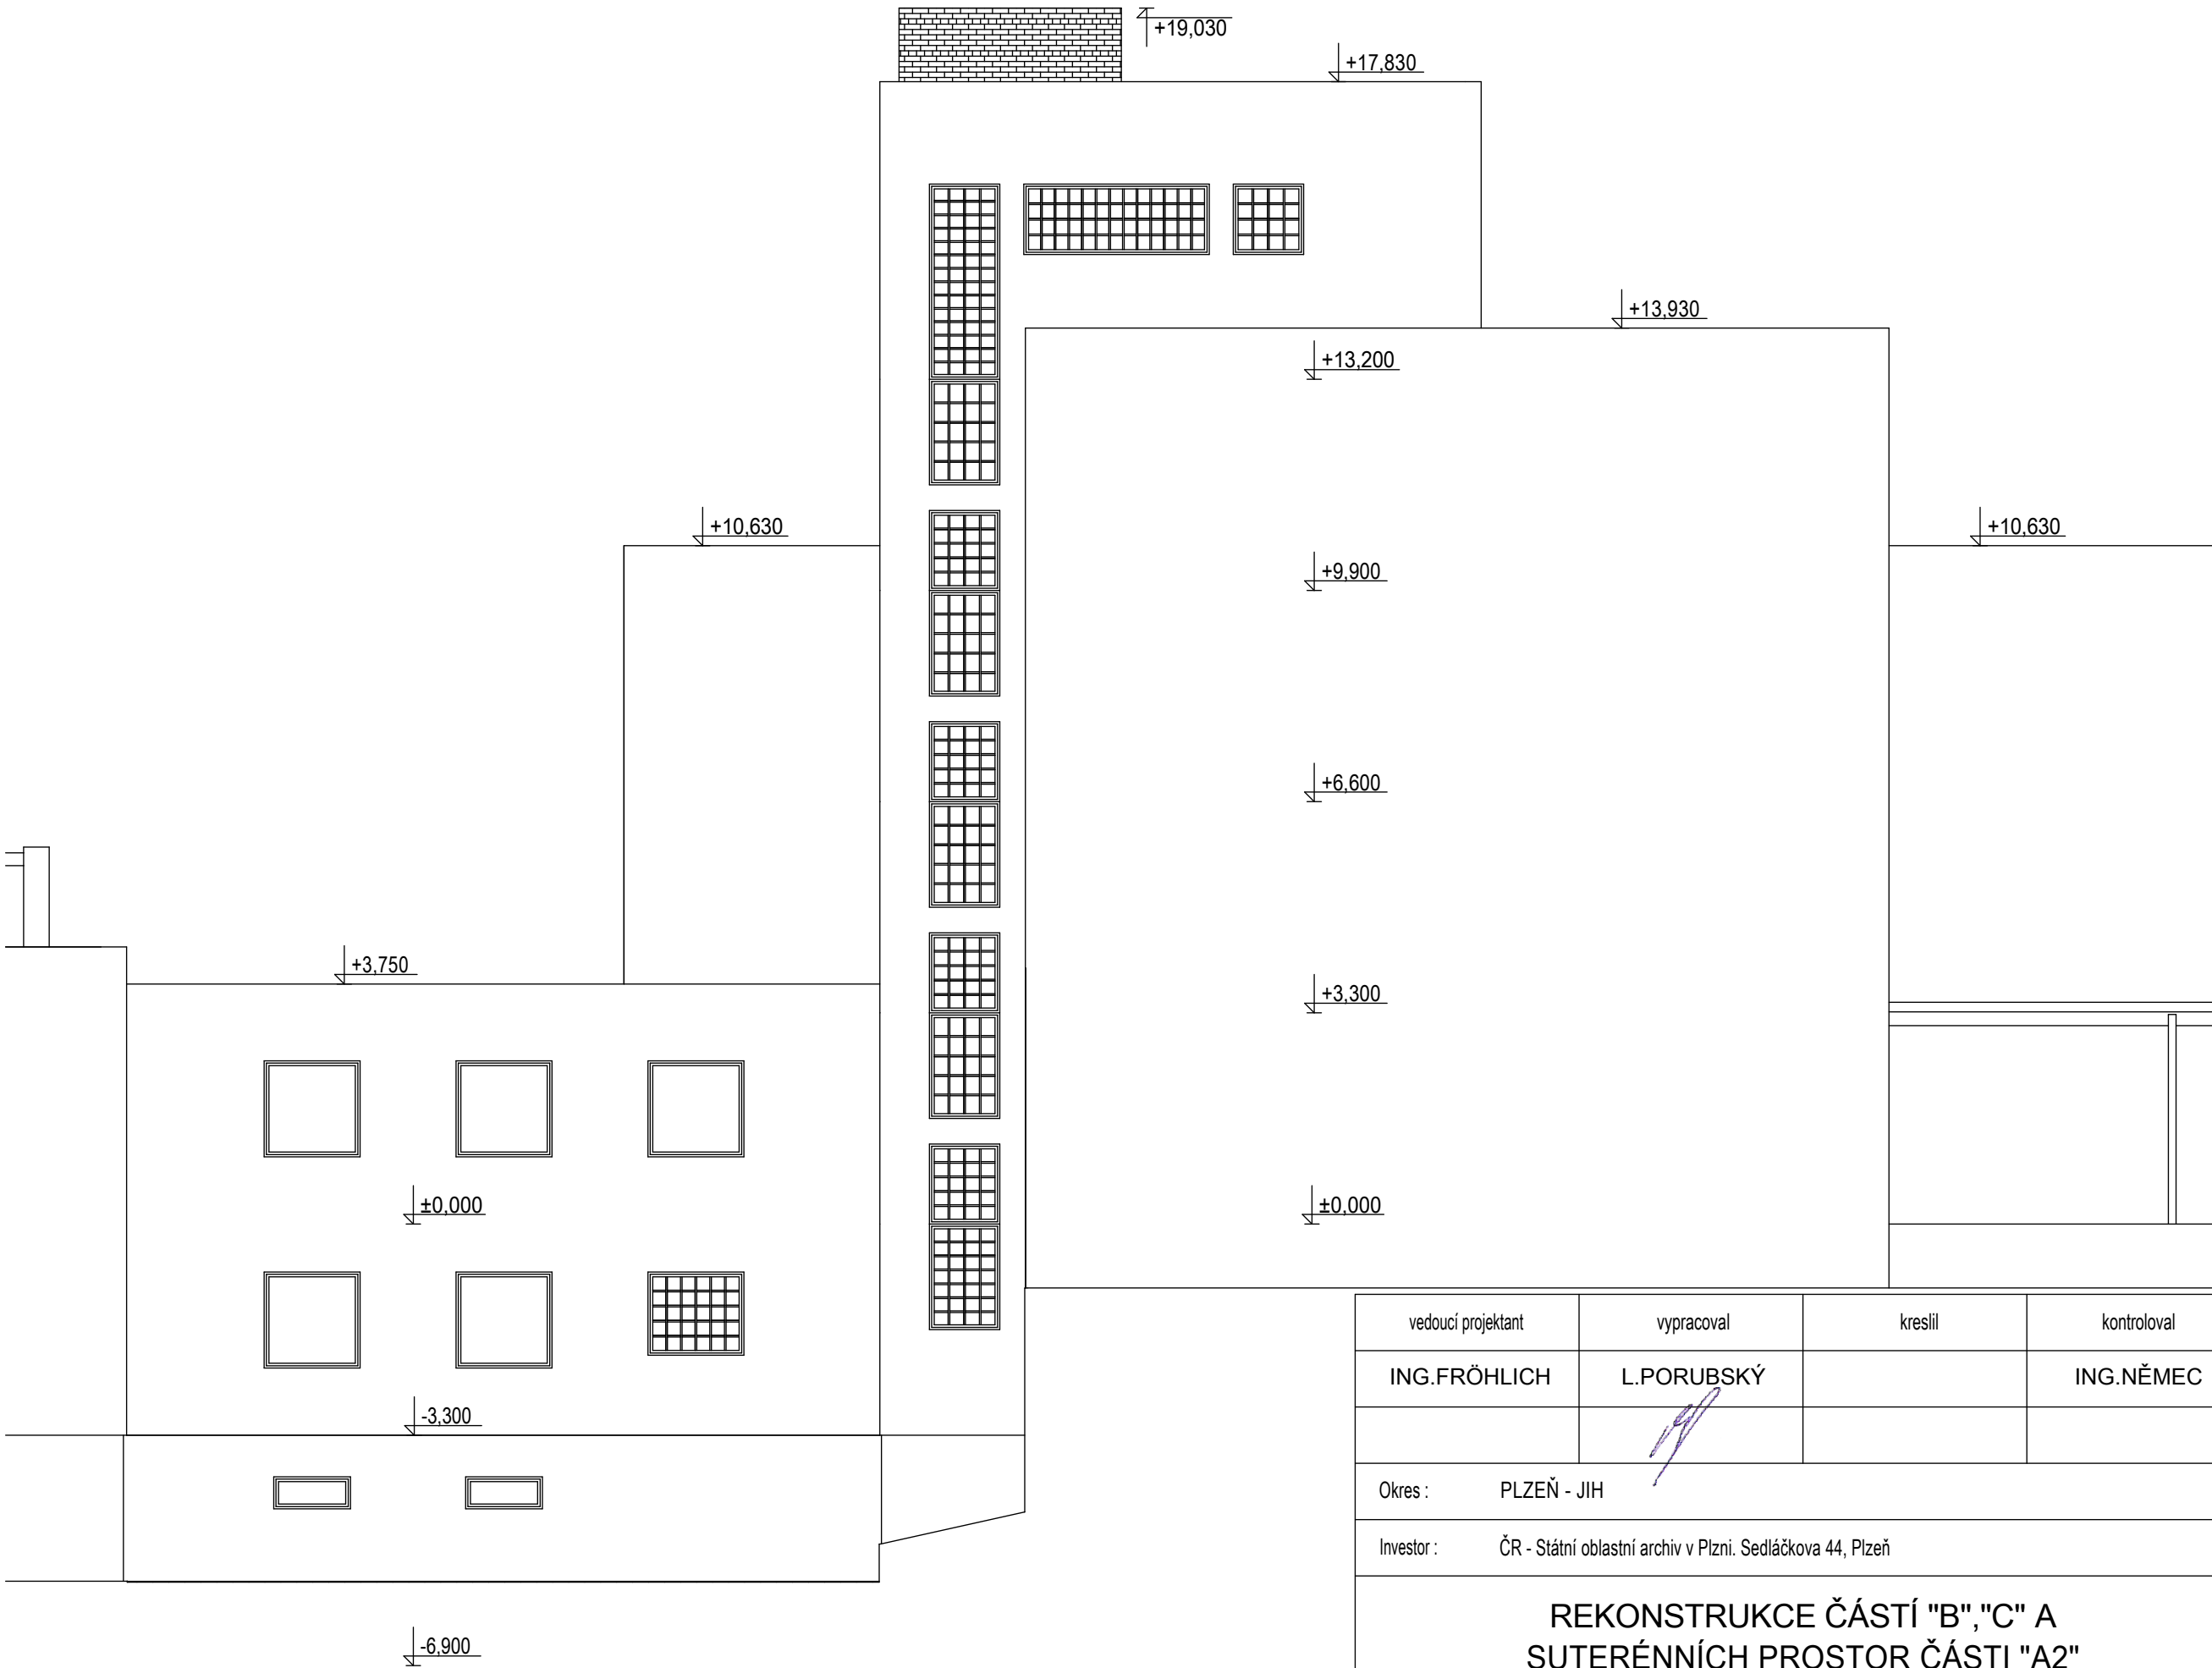 +19,030
+17,830
+13,930
+13,200
+10,630
+10,630
+9,900
+6,600
+3,750
+3,300
±0,000
±0,000
-3,300
-6,900
vedoucí projektant
vypracoval
kreslil
kontroloval
ING.FRÖHLICH
L.PORUBSKÝ
ING.NĚMEC
Okres : PLZEŇ - JIH
Investor : ČR - Státní oblastní archiv v Plzni. Sedláčkova 44, Plzeň
REKONSTRUKCE ČÁSTÍ "B","C" A
SUTERÉNNÍCH PROSTOR ČÁSTI "A2"